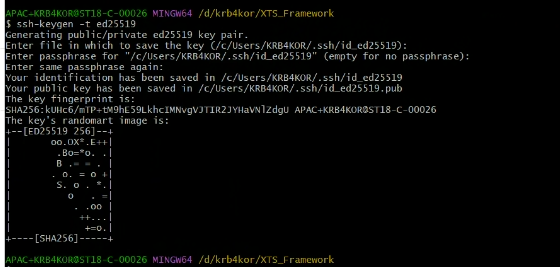 APAC+KRB4KOR@ST18-C-00026 MINGW64 /d/krb4kor/XTS_Framework
$ ssh-keygen -t ed25519
Generating public/private ed25519 key pair.
Enter file in which to save the key (/c/Users/KRB4KOR/.ssh/id_ed25519):
Enter passphrase for "/c/Users/KRB4KOR/.ssh/id_ed25519" (empty for no passphrase):
Enter same passphrase again:
Your identification has been saved in /c/Users/KRB4KOR/.ssh/id_ed25519
Your public key has been saved in /c/Users/KRB4KOR/.ssh/id_ed25519.pub
The key fingerprint is:
SHA256:kUHc6/mTP+tM9hE59LkhcIMNvgVJTIR2JYHaVNlZdgU APAC+KRB4KOR@ST18-C-00026
The key's randomart image is:
+--[ED25519 256]--+
|      oo.OX*.E++|
|       .Bo=*o. .|
|       B .= = . |
|      . o. = o +|
|       S. o . *.|
|         o   . =|
|          . .oo |
|           ++...|
|            +=o.|
+----[SHA256]-----+
APAC+KRB4KOR@ST18-C-00026 MINGW64 /d/krb4kor/XTS_Framework